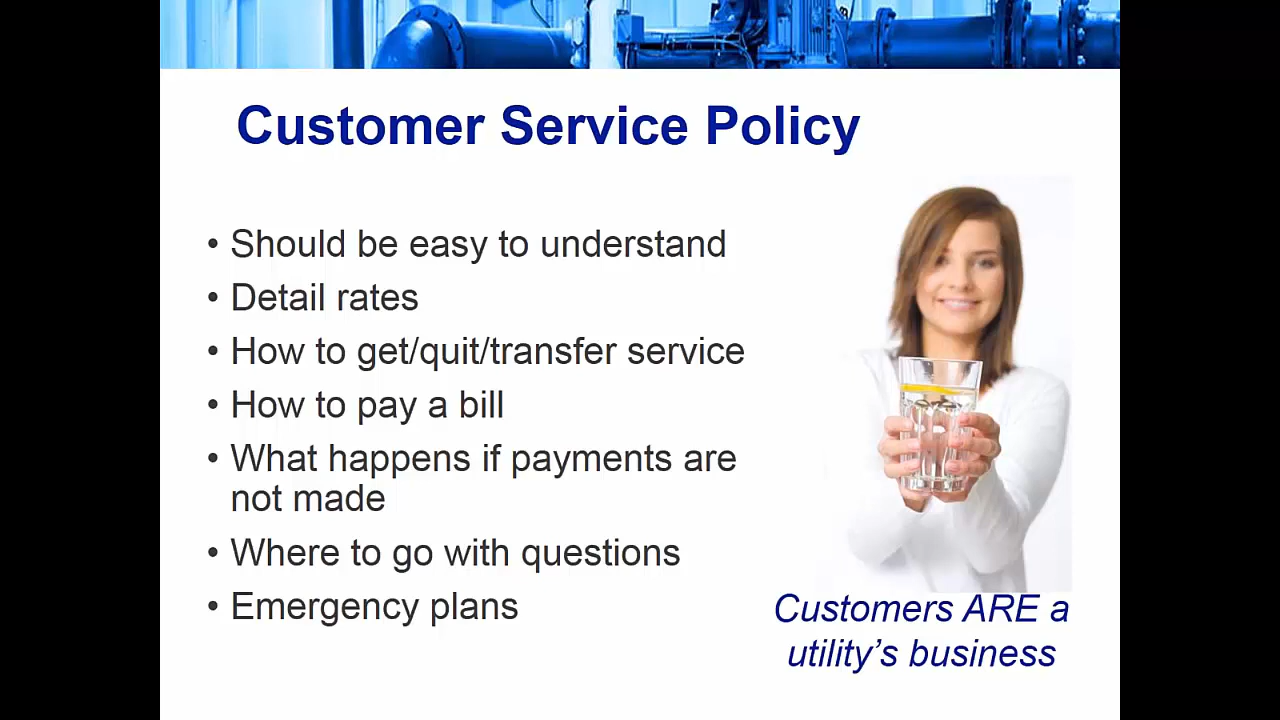 Customer Service Policy
• Should be easy to understand
• Detail rates
• How to get/quit/transfer service
• How to pay a bill
• What happens if payments are
not made
• Where to go with questions
• Emergency plans
Customers ARE a
utility’s business